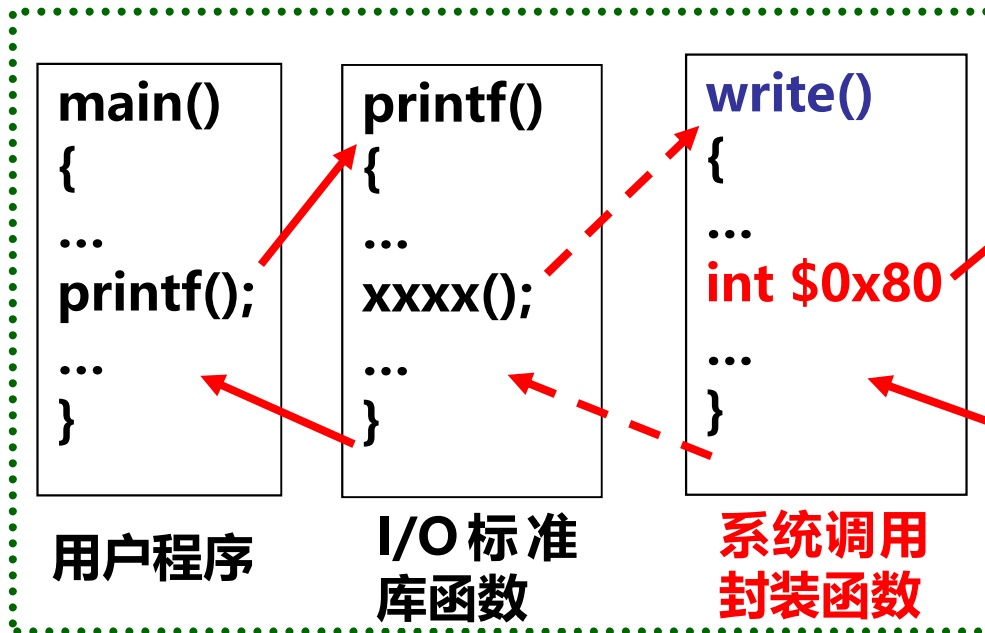 main()
{
...
printf();
...
}
用户程序
printf()
{
...
xxxx();
...
}
I/O 标准
库函数
write()
{
...
int $0x80
...
}
系统调用
封装函数